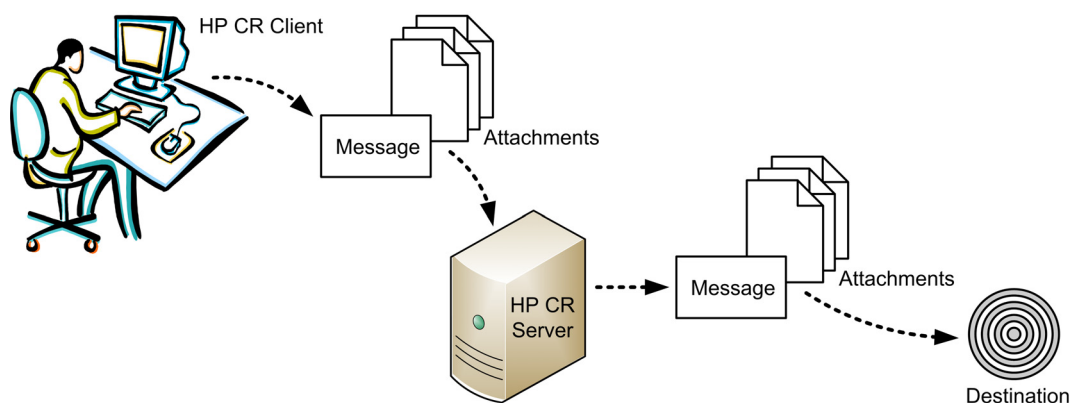 HP CR Client
Message
Attachments
HP CR
Server
Message
Attachments
Destination